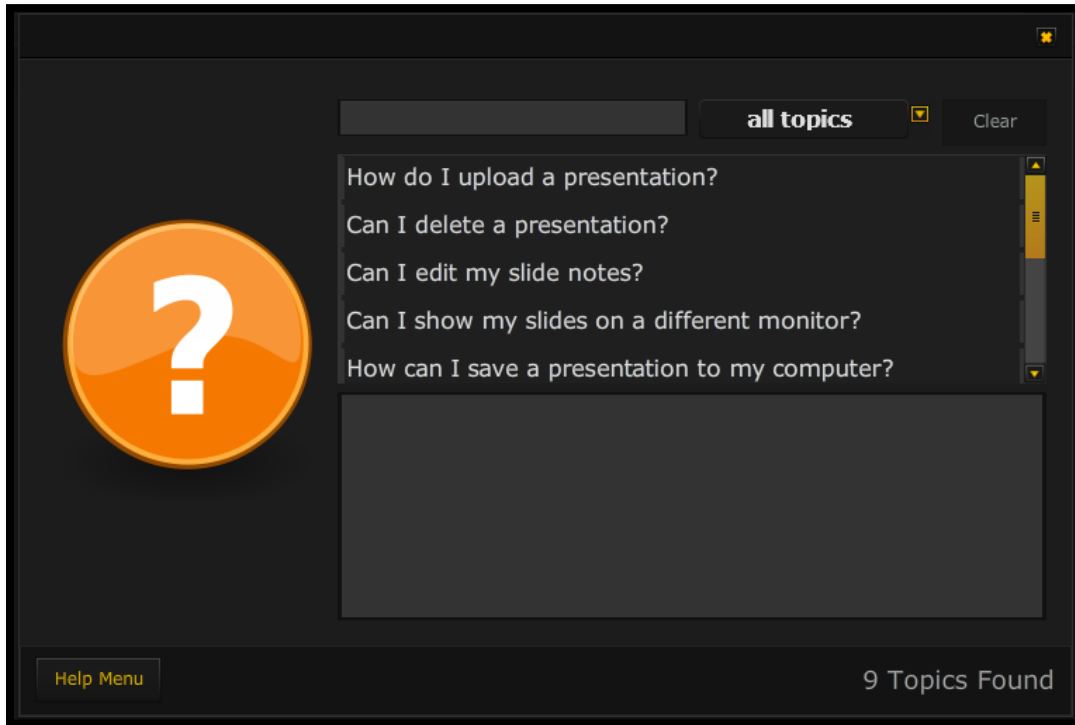 all topics
Clear
How do I upload a presentation?
Can I delete a presentation?
Can I edit my slide notes?
Can I show my slides on a different monitor?
How can I save a presentation to my computer?
?
Help Menu
9 Topics Found